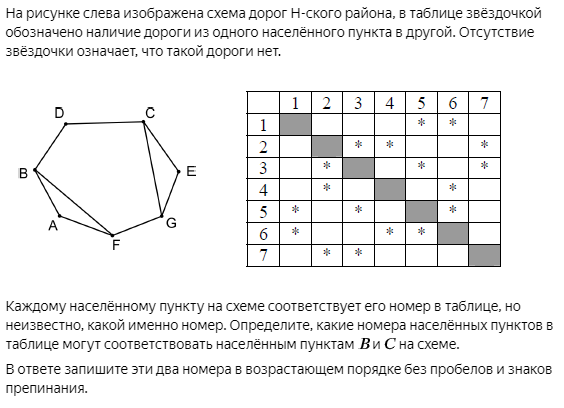 На рисунке слева изображена схема дорог Н-ского района, в таблице звёздочкой
обозначено наличие дороги из одного населённого пункта в другой. Отсутствие
звёздочки означает, что такой дороги нет.
D C
B E
A G
F
1 2 3 4 5 6 7
1 * *
2 * * *
3 * * *
4 * *
5 * * *
6 * * *
7 * *
Каждому населённому пункту на схеме соответствует его номер в таблице, но
неизвестно, какой именно номер. Определите, какие номера населённых пунктов в
таблице могут соответствовать населённым пунктам B и C на схеме.
В ответе запишите эти два номера в возрастающем порядке без пробелов и знаков
препинания.